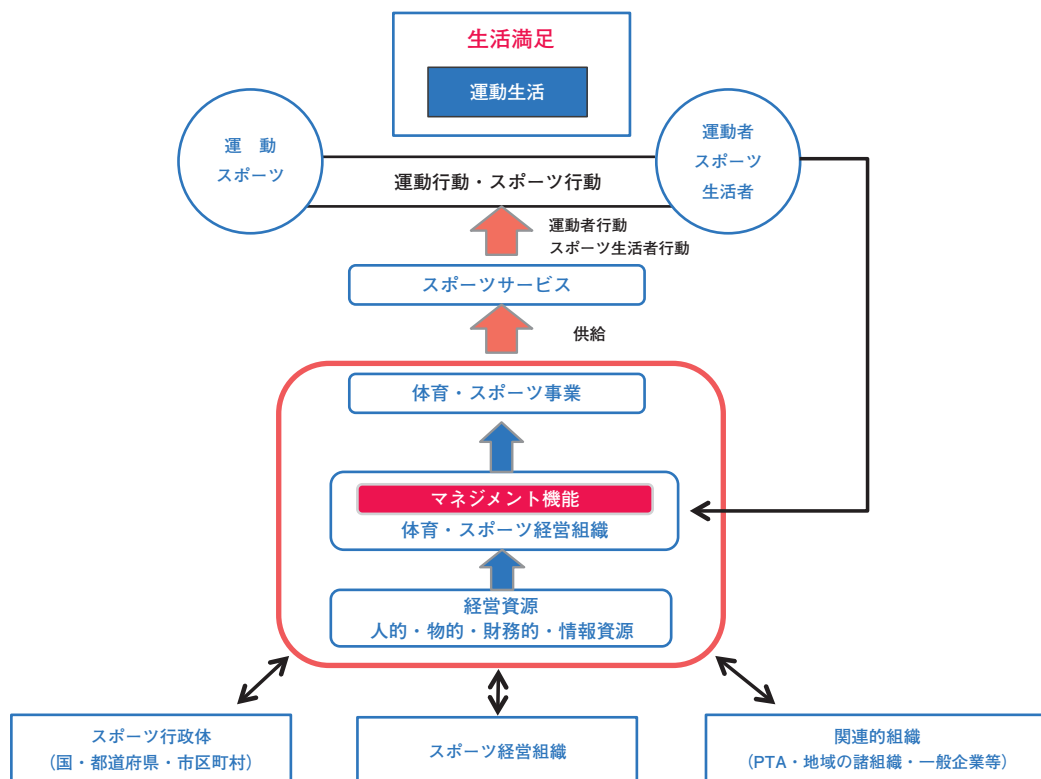 生活満足
運動生活
運　動
スポーツ
運動行動・スポーツ行動
運動者
スポーツ
生活者
運動者行動
スポーツ生活者行動
スポーツサービス
供給
体育・スポーツ事業
マネジメント機能
体育・スポーツ経営組織
経営資源
人的・物的・財務的・情報資源
スポーツ行政体
（国・都道府県・市区町村）
スポーツ経営組織
関連的組織
（PTA・地域の諸組織・一般企業等）